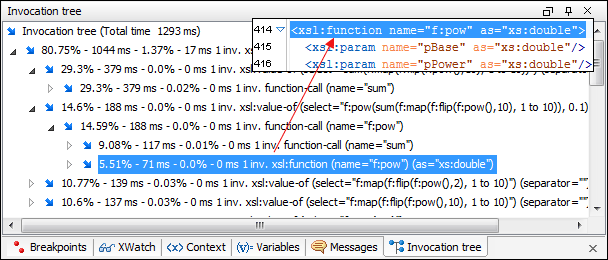 Invocation tree
Invocation tree (Total time 1293 ms)
414 <xsl:function name="f:pow" as="xs:double">
415 <xsl:param name="pBase" as="xs:double"/>
416 <xsl:param name="pPower" as="xs:double"/>
80.75% - 1044 ms - 1.37% - 17 ms 1 inv.
29.3% - 379 ms - 0.0% - 0 ms 1 inv.
29.3% - 379 ms - 0.02% - 0 ms 1 inv. function-call (name="sum")
14.6% - 188 ms - 0.0% - 0 ms 1 inv. xsl:value-of (select="f:pow(sum(f:map(f:flip(f:pow(),10), 1 to 10)), 0.1)
14.59% - 188 ms - 0.0% - 0 ms 1 inv. function-call (name="f:pow")
9.08% - 117 ms - 0.0% - 0 ms 1 inv. function-call (name="sum")
5.51% - 71 ms - 0.0% - 0 ms 1 inv. xsl:function (name="f:pow") (as="xs:double")
10.77% - 139 ms - 0.03% - 0 ms 1 inv. xsl:value-of (select="f:map(f:flip(f:pow(),2), 1 to 10)") (separator=""
10.6% - 137 ms - 0.03% - 0 ms 1 inv. xsl:value-of (select="f:map(f:flip(f:pow(),10), 1 to 10)") (separator=
Breakpoints XWatch Context Variables Messages Invocation tree